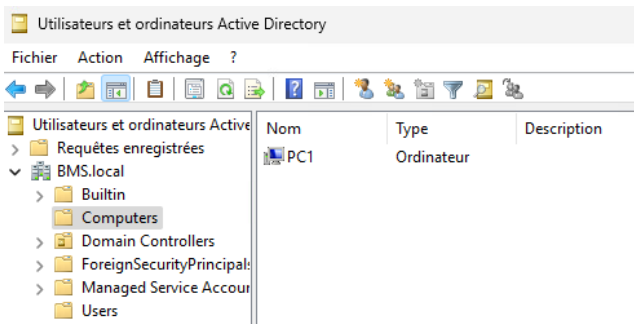 Utilisateurs et ordinateurs Active Directory
Fichier Action Affichage ?
Utilisateurs et ordinateurs Active
Requêtes enregistrées
BMS.local
Builtin
Computers
Domain Controllers
ForeignSecurityPrincipals
Managed Service Accour
Users
Nom Type Description
PC1 Ordinateur